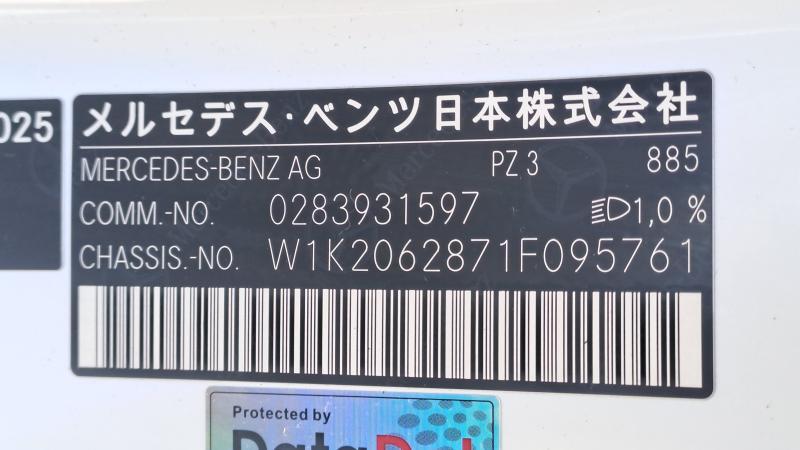 025
メルセデス・ベンツ日本株式会社
MERCEDES-BENZ AG PZ 3 885
COMM.-NO. 0283931597 1,0 %
CHASSIS.-NO. W1K2062871F095761
Protected by